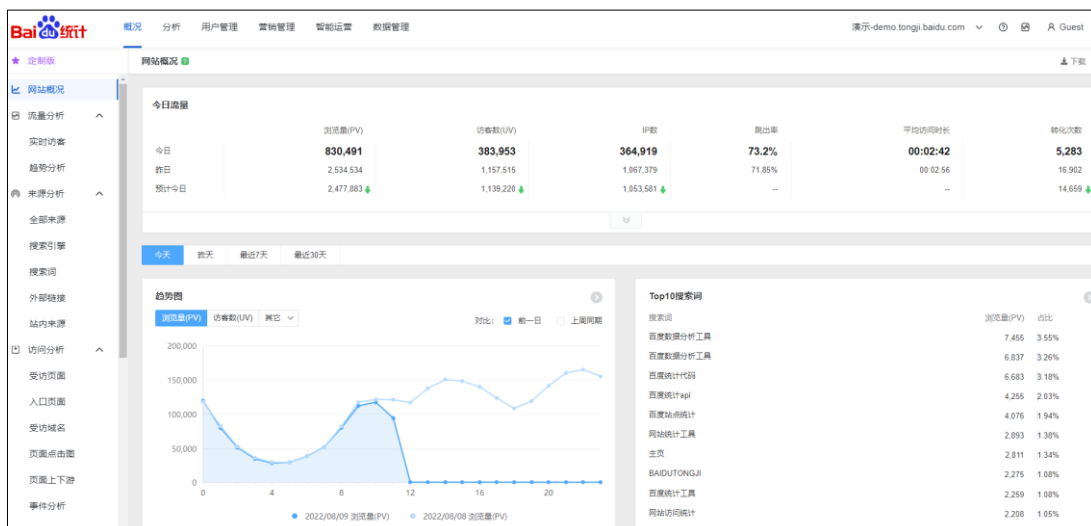 Bai du 统计 概况 分析 用户管理 营销管理 智能运营 数据管理 演示-demo.tongji.baidu.com Guest
定制版 网站概况 下载
网站概况
流量分析
实时访客
趋势分析
来源分析
全部来源
搜索引擎
搜索词
外部链接
站内来源
访问分析
受访页面
入口页面
受访域名
页面点击图
页面上下游
事件分析
今日流量
浏览量(PV) 访客数(UV) IP数 跳出率 平均访问时长 转化次数
今日 830,491 383,953 364,919 73.2% 00:02:42 5,283
昨日 2,534,534 1,157,515 1,067,379 71.85% 00:02:56 16,902
预计今日 2,477,883 1,139,220 1,053,581 -- -- 14,659
今天 昨天 最近7天 最近30天
趋势图
浏览量(PV) 访客数(UV) 其它 对比: 前一日 上周同期
200,000
150,000
100,000
50,000
0
0 4 8 12 16 20
2022/08/09 浏览量(PV) 2022/08/08 浏览量(PV)
Top10搜索词
搜索词 浏览量(PV) 占比
百度数据分析工具 7,455 3.55%
百度数据分析工具 6,837 3.26%
百度统计代码 6,683 3.18%
百度统计api 4,255 2.03%
百度站点统计 4,076 1.94%
网站统计工具 2,893 1.38%
主页 2,811 1.34%
BAIDUTONGJI 2,275 1.08%
百度统计工具 2,259 1.08%
网站访问统计 2,208 1.05%